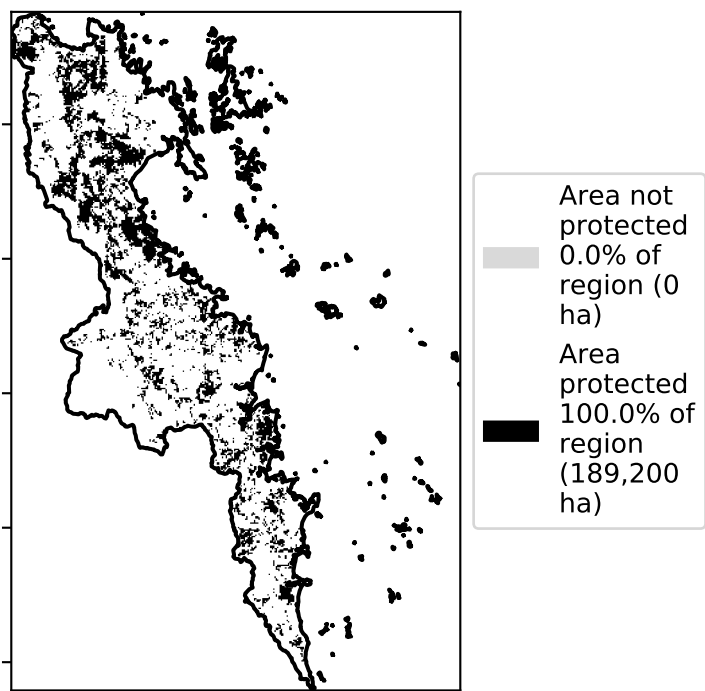 Area not
protected
0.0% of
region (0
ha)
Area
protected
100.0% of
region
(189,200
ha)